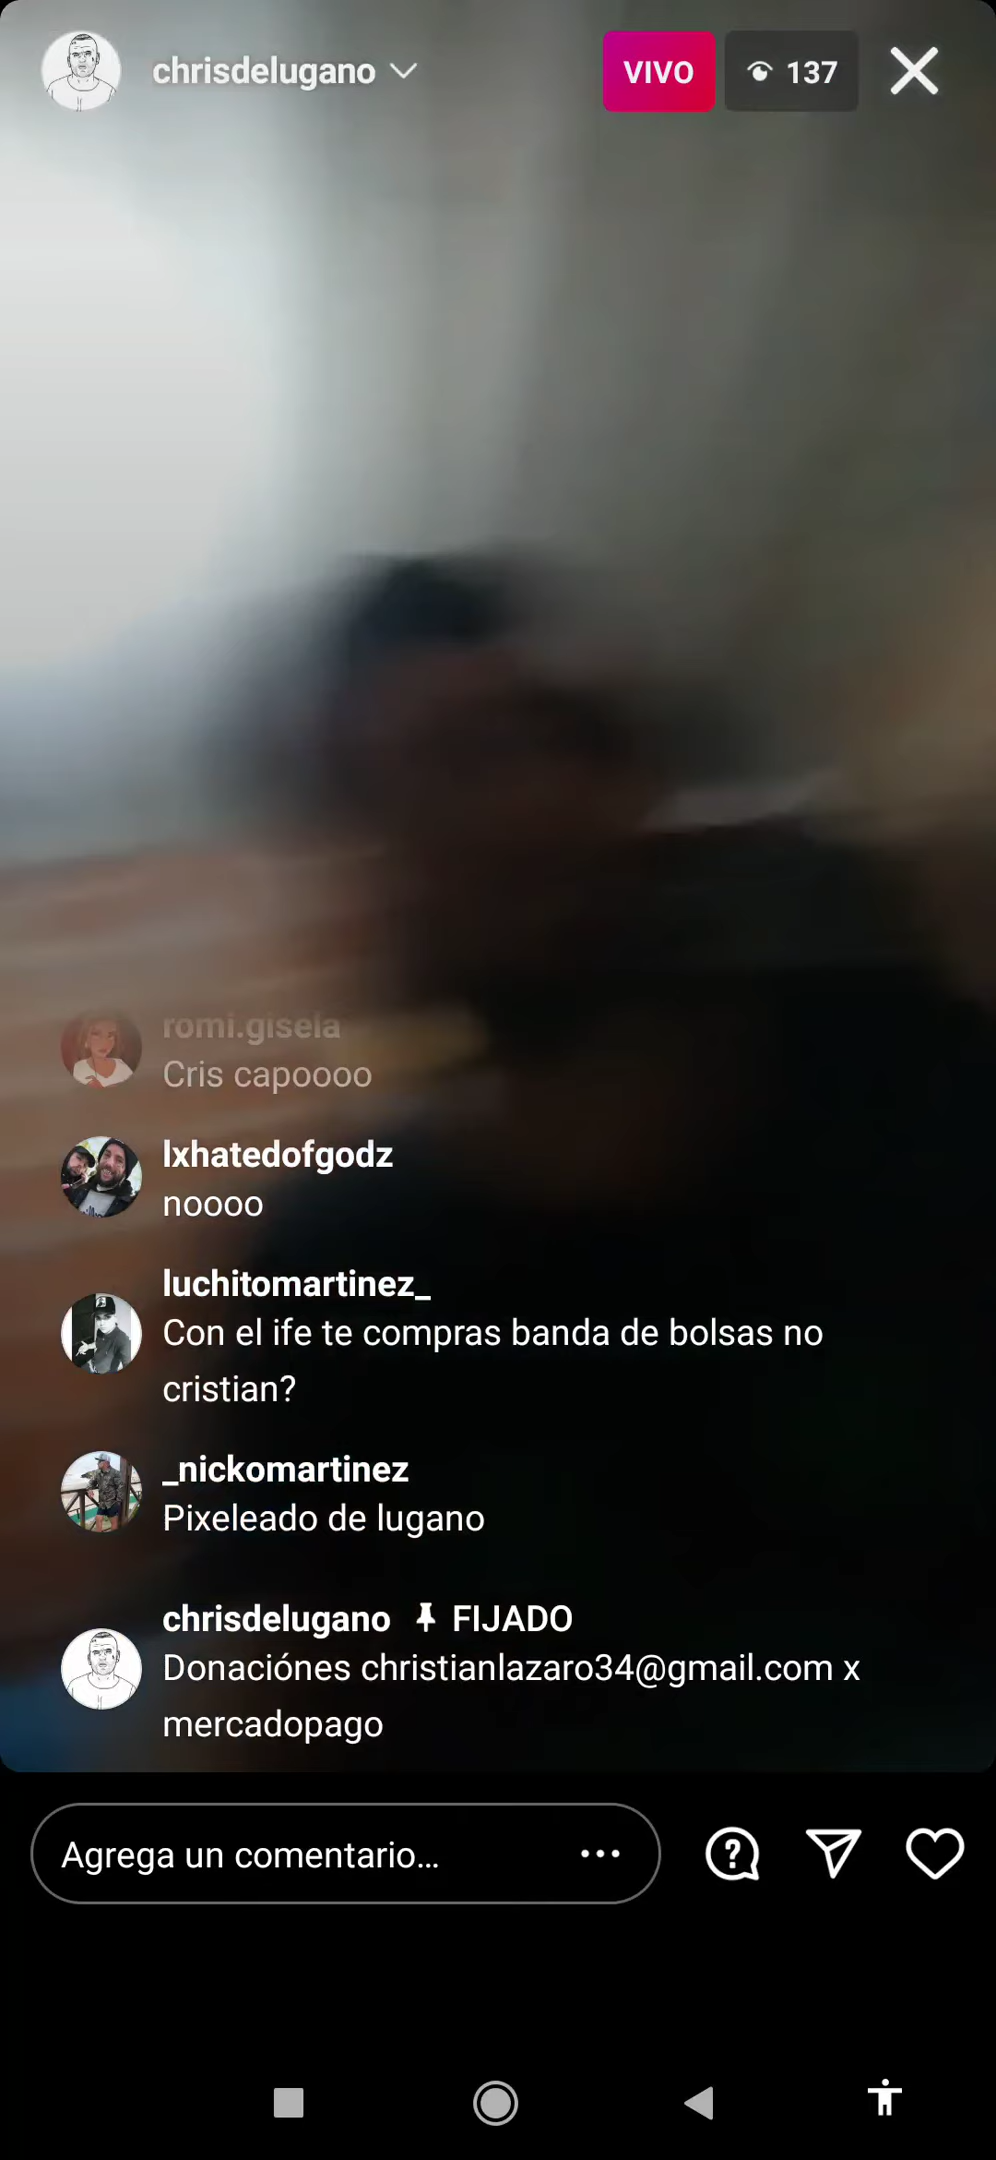 chrisdelugano
VIVO
137
romi.gisela
Cris capoooo
lxhatedofgodz
noooo
luchitomartinez_
Con el ife te compras banda de bolsas no
cristian?
_nickomartinez
Pixeleado de lugano
chrisdelugano FIJADO
Donaciónes christianlazaro34@gmail.com x
mercadopago
Agrega un comentario...